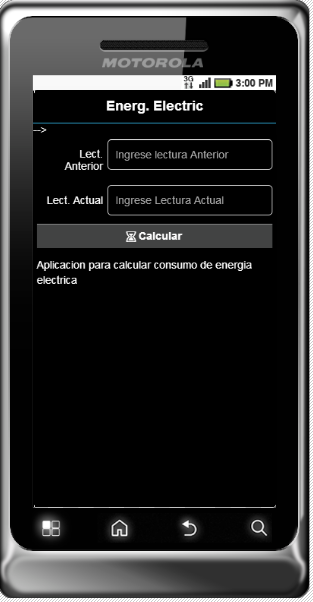 MOTOROLA
3G 3:00 PM
Energ. Electric
-->
Lect.
Anterior
Ingrese lectura Anterior
Lect. Actual
Ingrese Lectura Actual
Calcular
Aplicacion para calcular consumo de energia
electrica